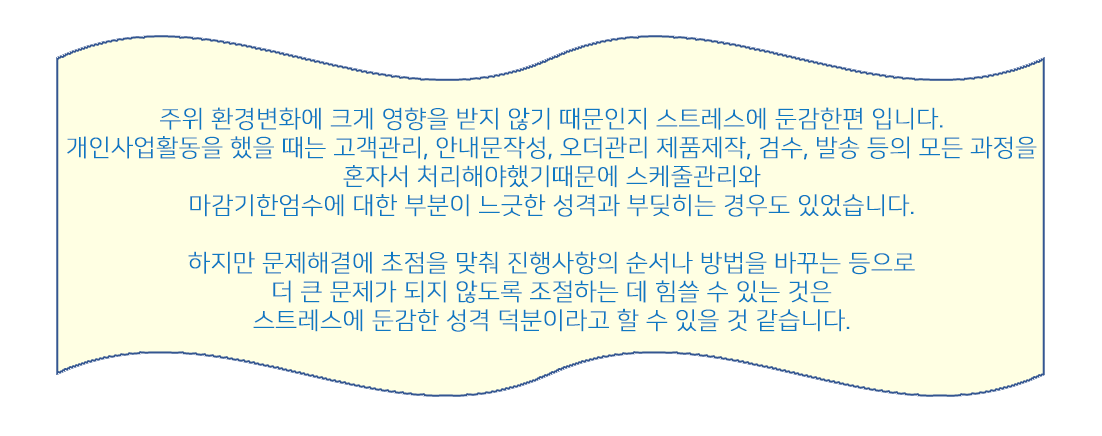 주위 환경변화에 크게 영향을 받지 않기 때문인지 스트레스에 둔감한편 입니다.
개인사업활동을 했을 때는 고객관리, 안내문작성, 오더관리 제품제작, 검수, 발송 등의 모든 과정을
혼자서 처리해야했기때문에 스케줄관리와
마감기한엄수에 대한 부분이 느긋한 성격과 부딪히는 경우도 있었습니다.
하지만 문제해결에 초점을 맞춰 진행사항의 순서나 방법을 바꾸는 등으로
더 큰 문제가 되지 않도록 조절하는 데 힘쓸 수 있는 것은
스트레스에 둔감한 성격 덕분이라고 할 수 있을 것 같습니다.